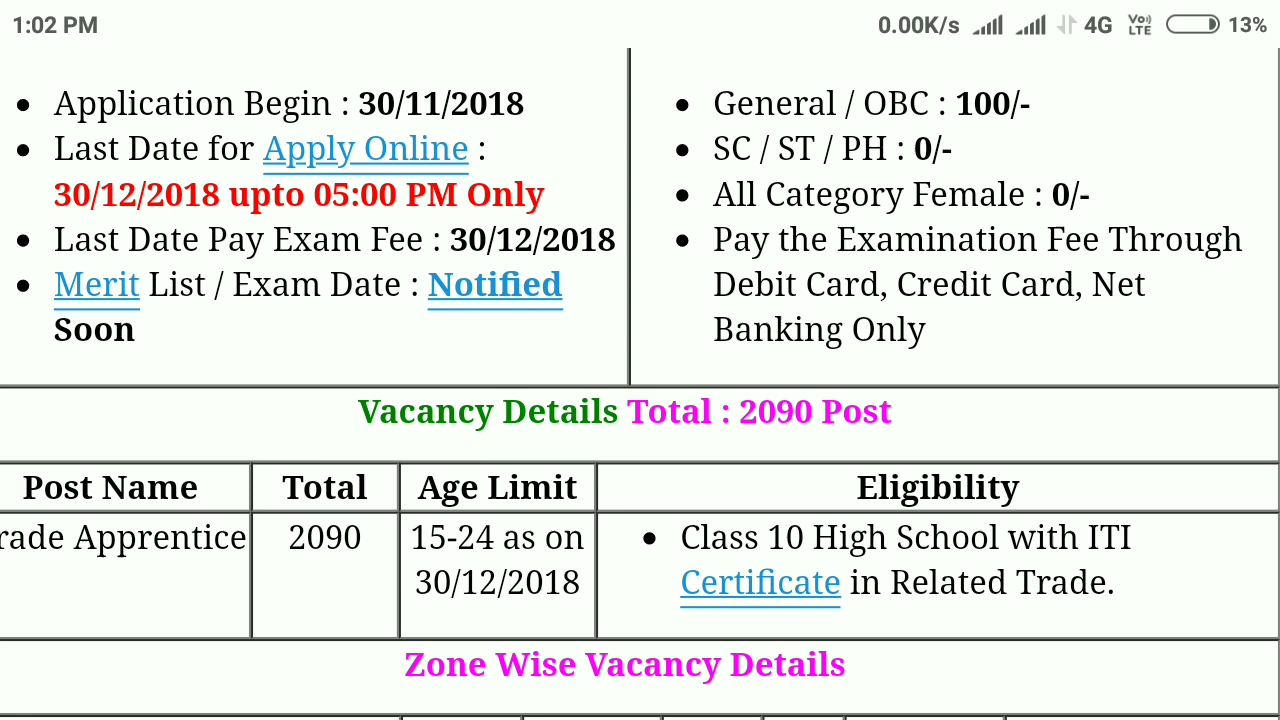 1:02 PM 0.00K/s 4G Vo) LTE 13%
• Application Begin : 30/11/2018
• Last Date for Apply Online :
30/12/2018 upto 05:00 PM Only
• Last Date Pay Exam Fee : 30/12/2018
• Merit List / Exam Date : Notified
Soon
• General / OBC : 100/-
• SC / ST / PH : 0/-
• All Category Female : 0/-
• Pay the Examination Fee Through
Debit Card, Credit Card, Net
Banking Only
Vacancy Details Total : 2090 Post
Post Name Total Age Limit Eligibility
rade Apprentice 2090 15-24 as on • Class 10 High School with ITI
30/12/2018 Certificate in Related Trade.
Zone Wise Vacancy Details